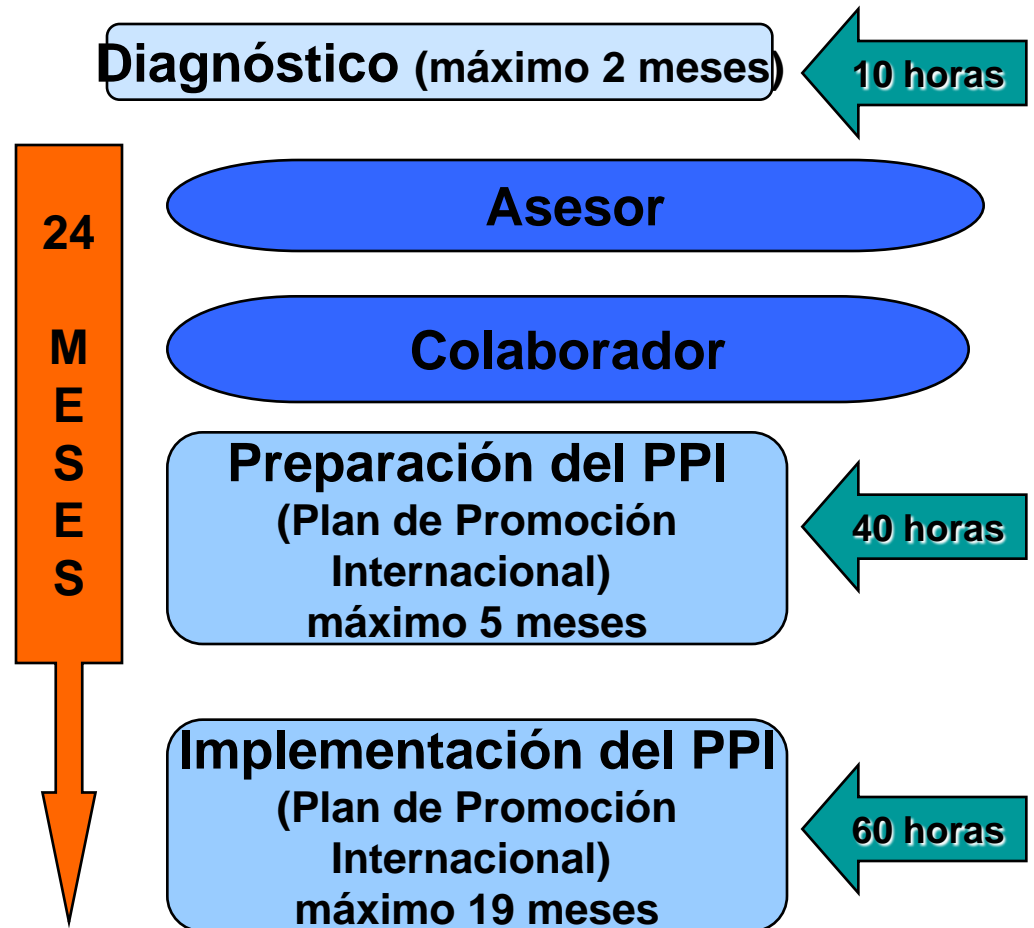 Diagnóstico (máximo 2 meses)
10 horas
24
M
E
S
E
S
Asesor
Colaborador
Preparación del PPI
(Plan de Promoción
Internacional)
máximo 5 meses
40 horas
Implementación del PPI
(Plan de Promoción
Internacional)
máximo 19 meses
60 horas